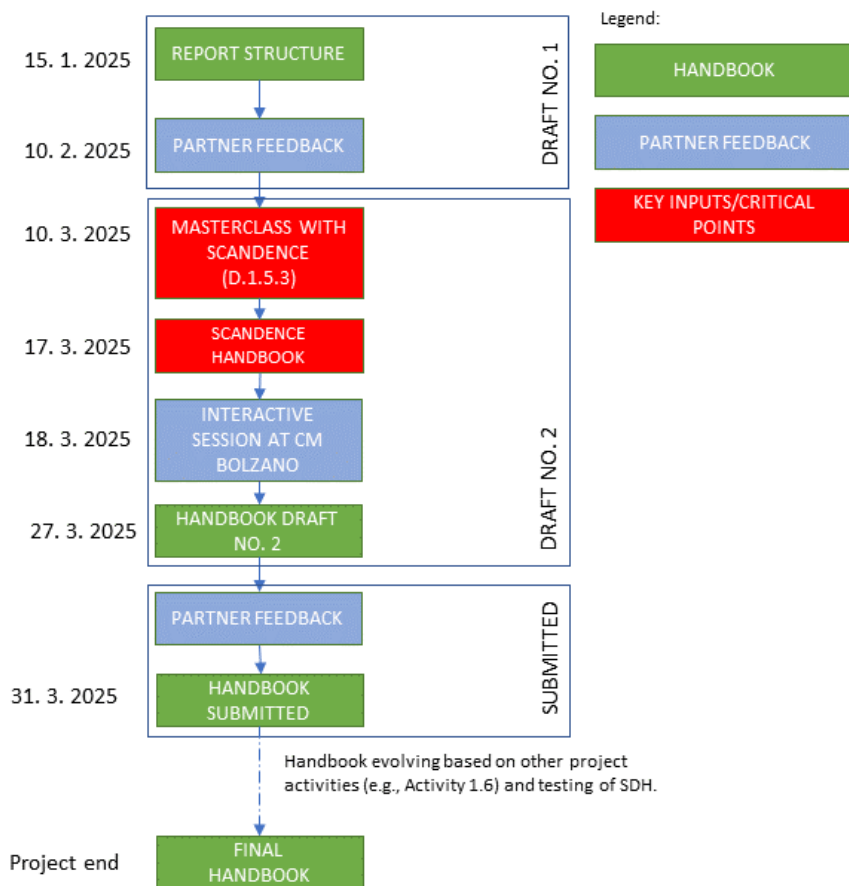 Legend:
HANDBOOK
PARTNER FEEDBACK
KEY INPUTS/CRITICAL
POINTS
DRAFT NO. 1
15. 1. 2025
REPORT STRUCTURE
10. 2. 2025
PARTNER FEEDBACK
DRAFT NO. 2
10. 3. 2025
MASTERCLASS WITH
SCANDENCE
(D.1.5.3)
17. 3. 2025
SCANDENCE
HANDBOOK
18. 3. 2025
INTERACTIVE
SESSION AT CM
BOLZANO
27. 3. 2025
HANDBOOK DRAFT
NO. 2
SUBMITTED
PARTNER FEEDBACK
31. 3. 2025
HANDBOOK
SUBMITTED
Handbook evolving based on other project
activities (e.g., Activity 1.6) and testing of SDH.
Project end
FINAL
HANDBOOK